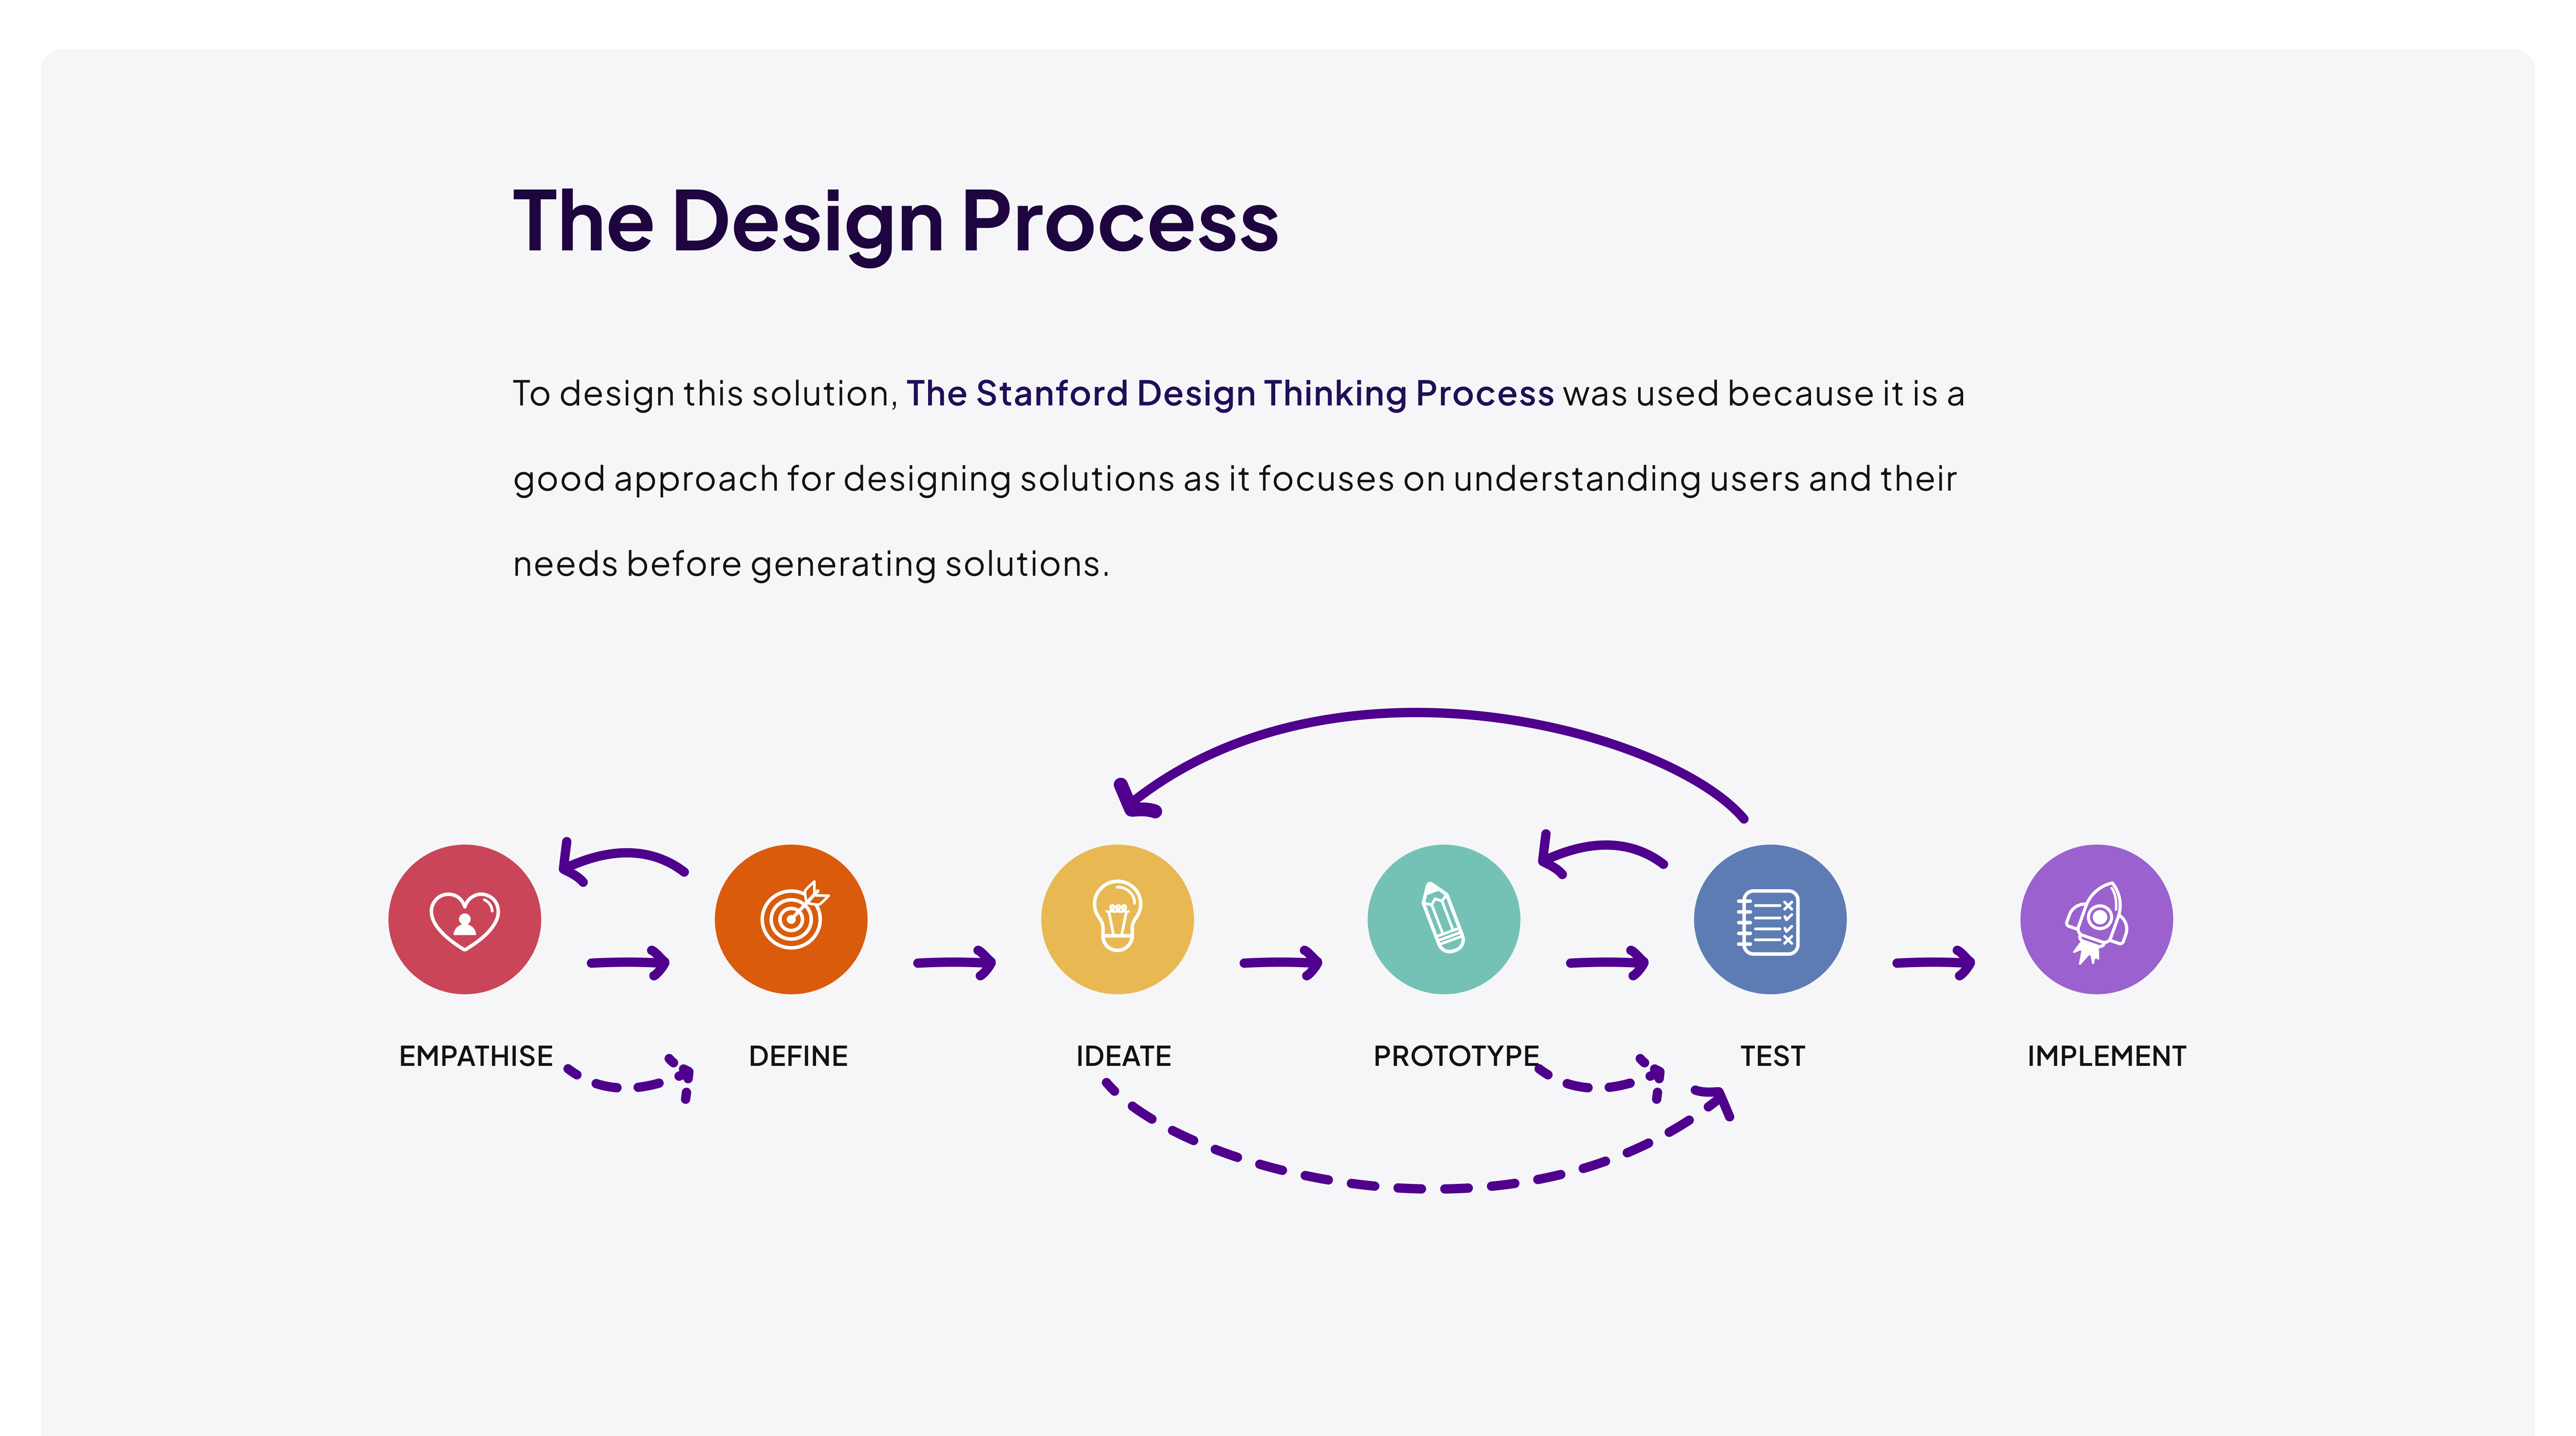 The Design Process
To design this solution, The Stanford Design Thinking Process was used because it is a
good approach for designing solutions as it focuses on understanding users and their
needs before generating solutions.
EMPATHISE
DEFINE
IDEATE
PROTOTYPE
TEST
IMPLEMENT